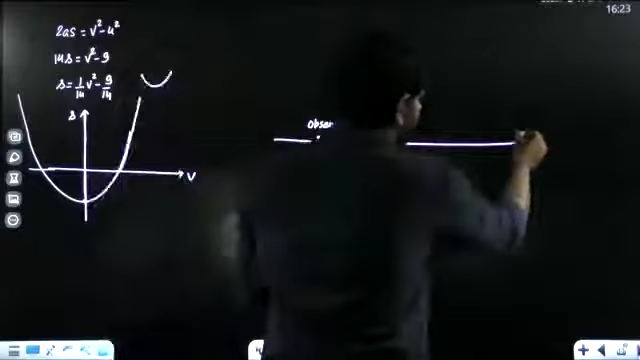 16:23
2as = v² - u²
14s = v² - 9
s = 1/14 v² - 9/14
s
v
Obser